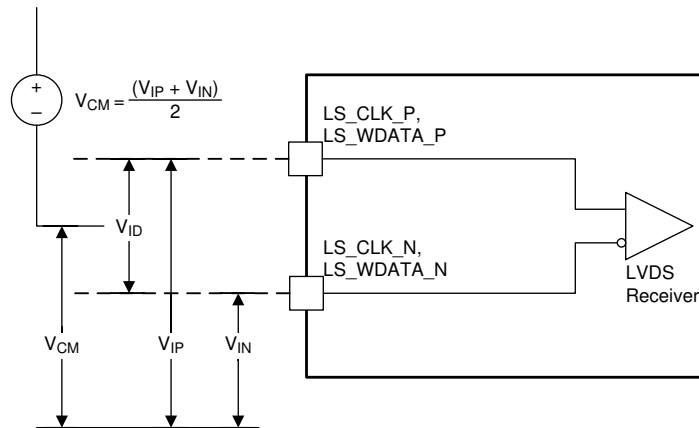 +
−
V_CM = (V_IP + V_IN)
2
LS_CLK_P,
LS_WDATA_P
V_ID
LS_CLK_N,
LS_WDATA_N
LVDS
Receiver
V_CM
V_IP
V_IN